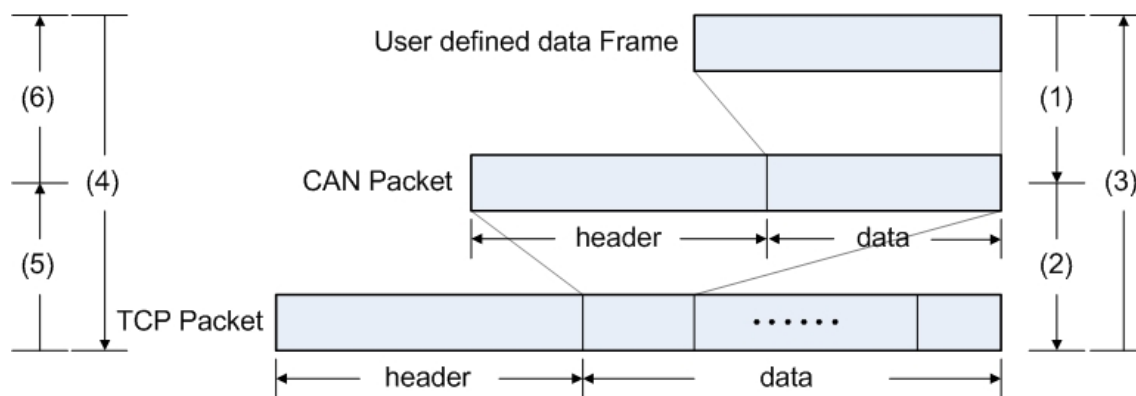 User defined data Frame
(6)
(1)
(4)
CAN Packet
(3)
header
data
(5)
(2)
TCP Packet
......
header
data